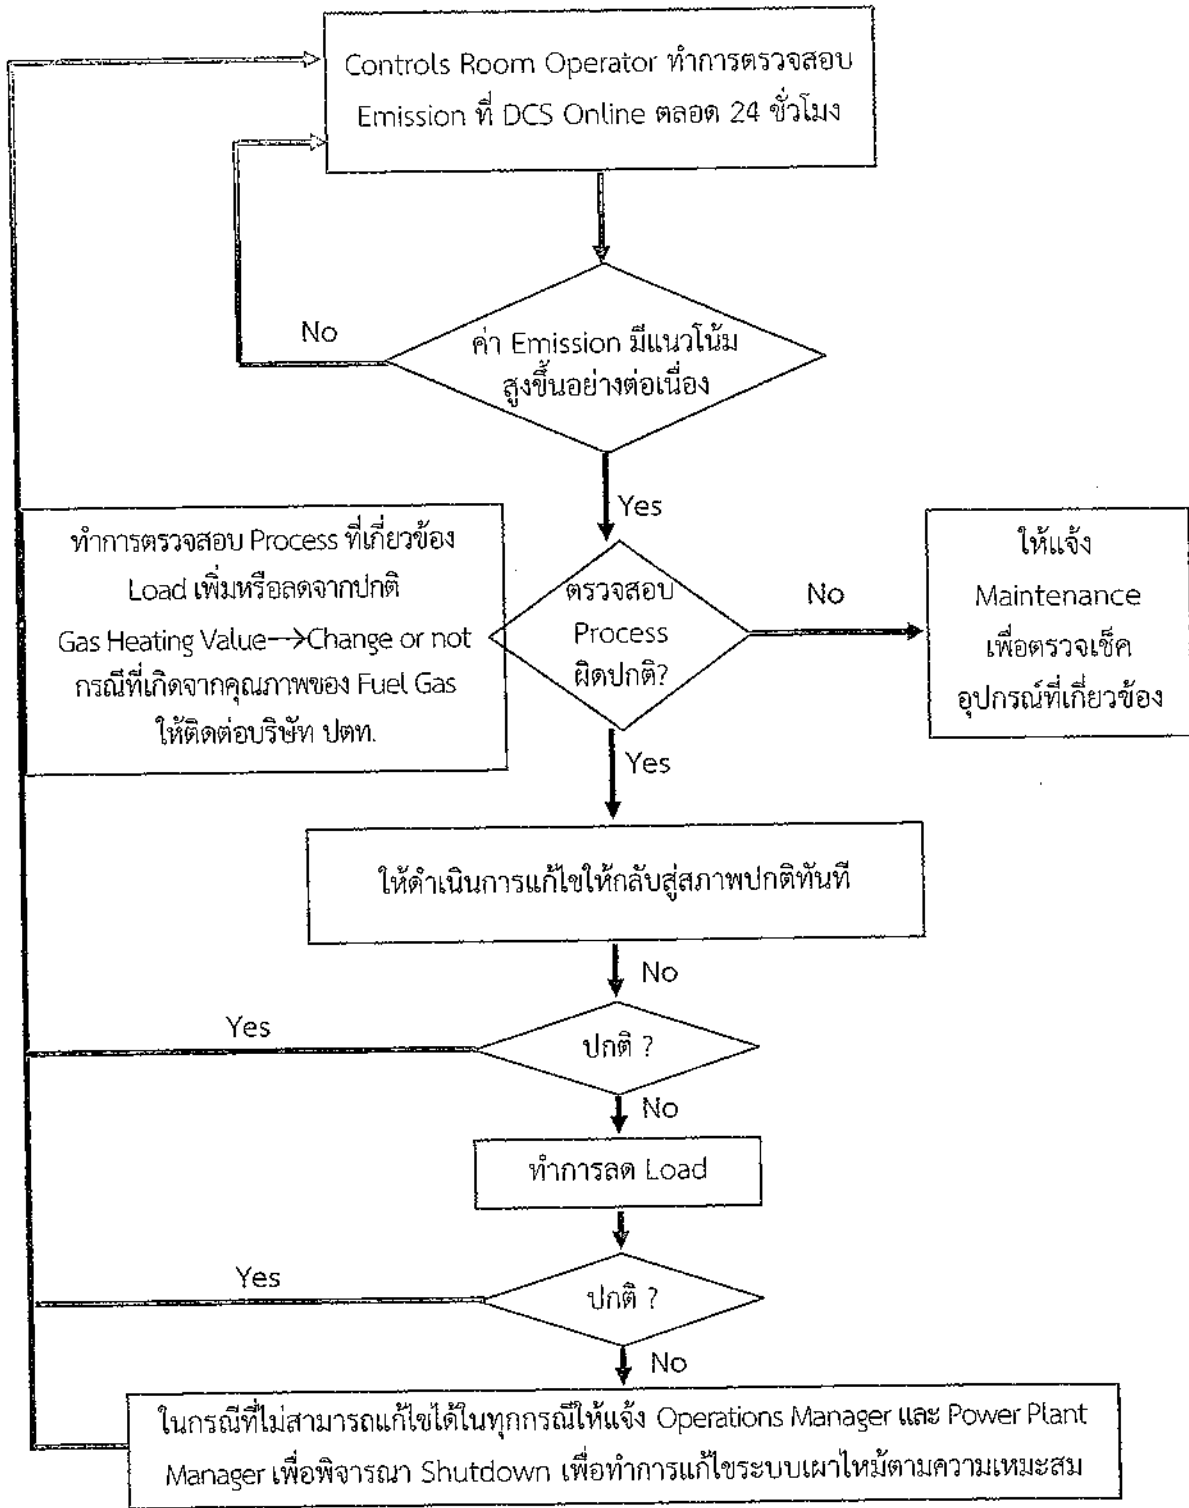 Controls Room Operator ทำการตรวจสอบ
Emission ที่ DCS Online ตลอด 24 ชั่วโมง
No
ค่า Emission มีแนวโน้ม
สูงขึ้นอย่างต่อเนื่อง
Yes
ทำการตรวจสอบ Process ที่เกี่ยวข้อง
Load เพิ่มหรือลดจากปกติ
Gas Heating Value-->Change or not
กรณีที่เกิดจากคุณภาพของ Fuel Gas
ให้ติดต่อบริษัท ปตท.
ตรวจสอบ
Process
ผิดปกติ?
No
ให้แจ้ง
Maintenance
เพื่อตรวจเช็ค
อุปกรณ์ที่เกี่ยวข้อง
Yes
ให้ดำเนินการแก้ไขให้กลับสู่สภาพปกติทันที
No
Yes
ปกติ ?
No
ทำการลด Load
Yes
ปกติ ?
No
ในกรณีที่ไม่สามารถแก้ไขได้ในทุกกรณีให้แจ้ง Operations Manager และ Power Plant
Manager เพื่อพิจารณา Shutdown เพื่อทำการแก้ไขระบบเผาไหม้ตามความเหมะสม